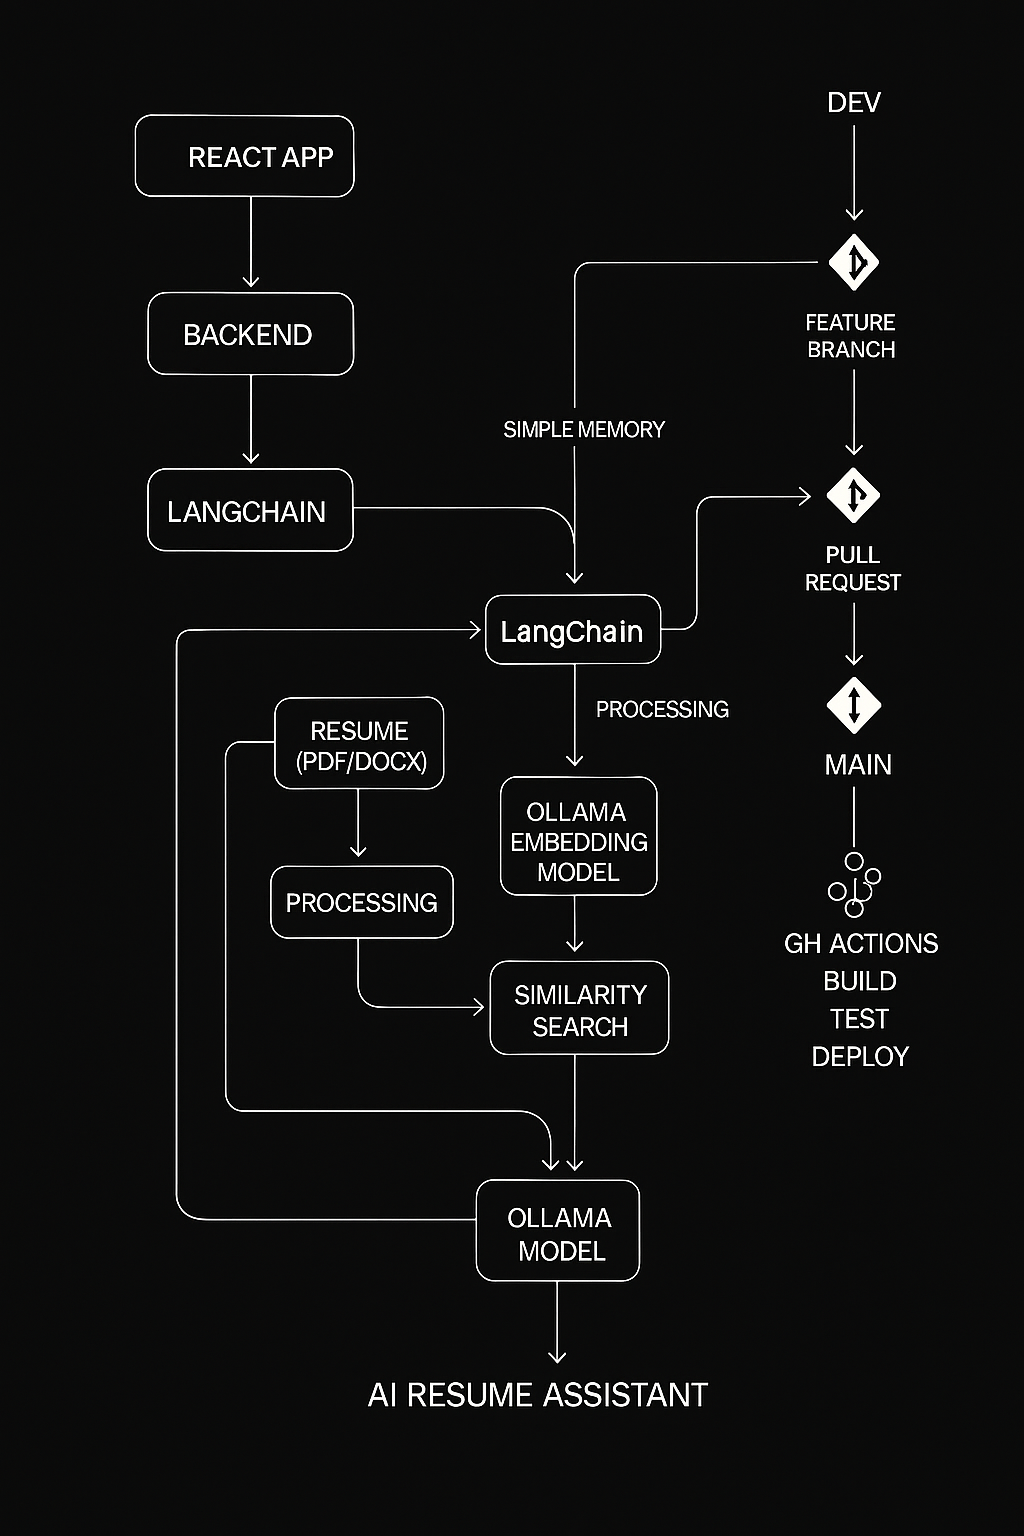 REACT APP
BACKEND
LANGCHAIN
DEV
FEATURE
BRANCH
SIMPLE MEMORY
PULL
REQUEST
LangChain
PROCESSING
MAIN
RESUME
(PDF/DOCX)
OLLAMA
EMBEDDING
MODEL
PROCESSING
SIMILARITY
SEARCH
GH ACTIONS
BUILD
TEST
DEPLOY
OLLAMA
MODEL
AI RESUME ASSISTANT